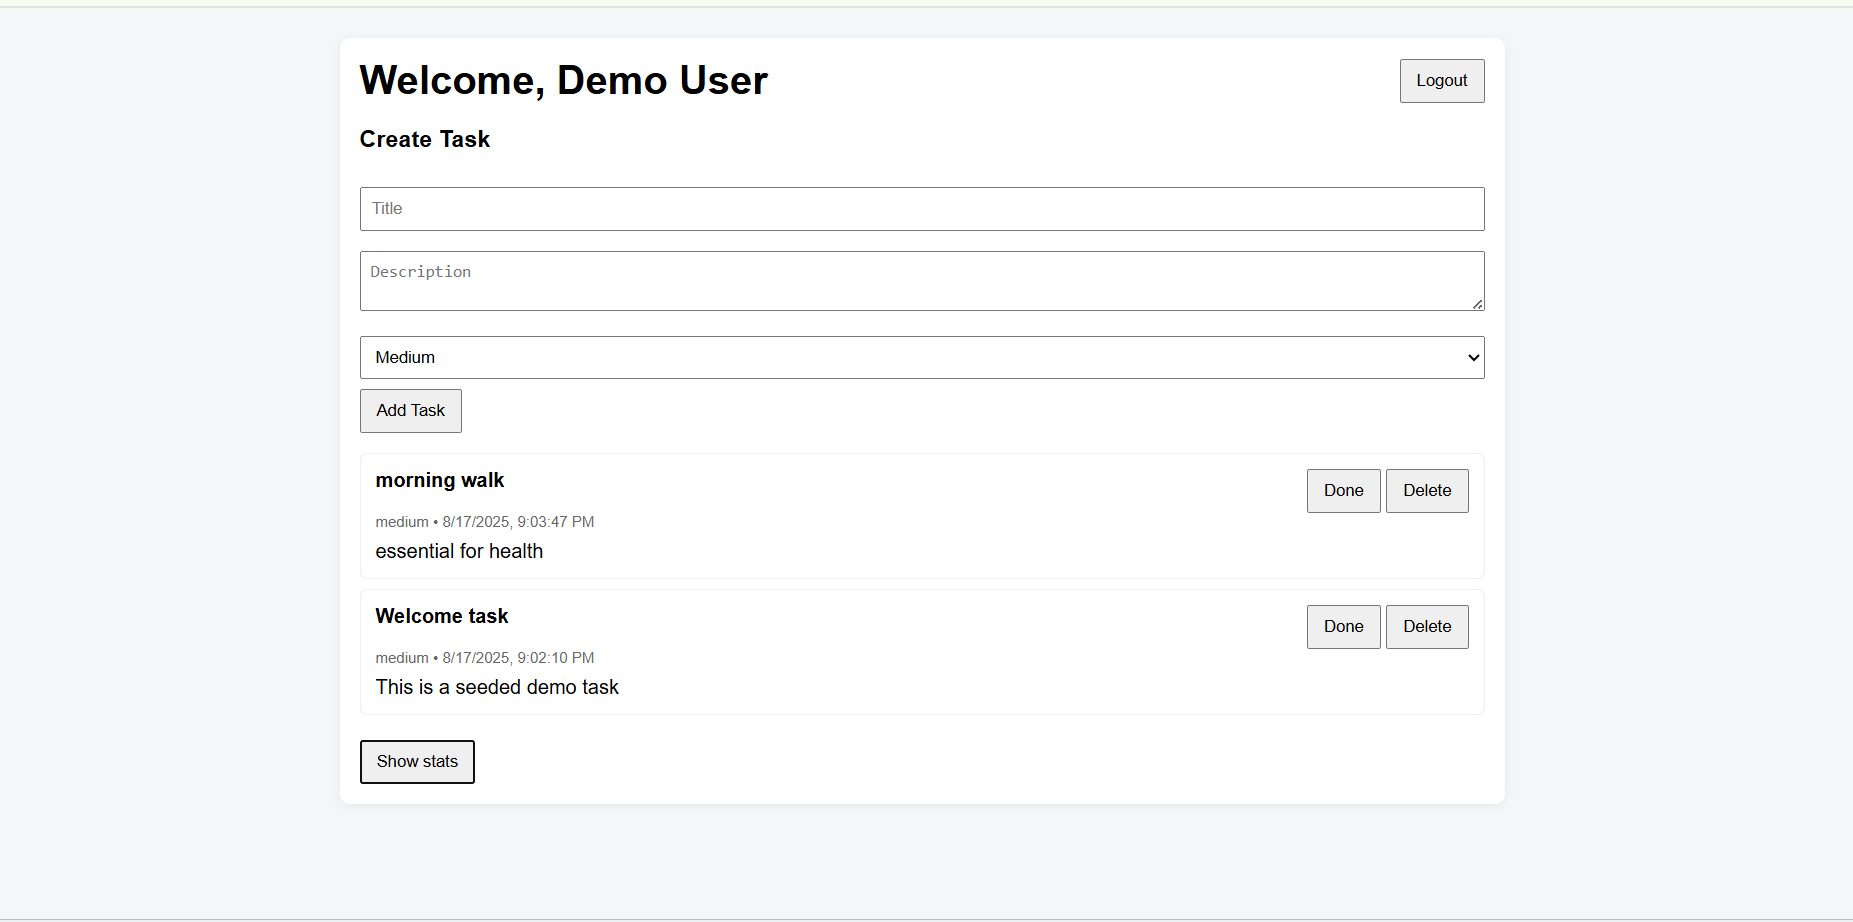 Welcome, Demo User
Logout
Create Task
Title
Description
Medium
Add Task
morning walk
Done Delete
medium • 8/17/2025, 9:03:47 PM
essential for health
Welcome task
Done Delete
medium • 8/17/2025, 9:02:10 PM
This is a seeded demo task
Show stats